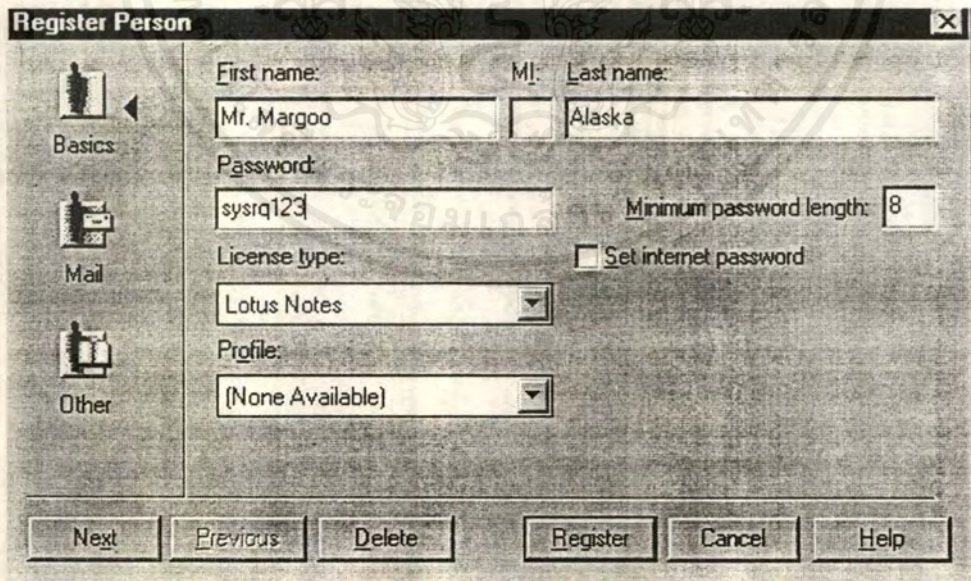 Register Person
First name: MI: Last name:
Mr. Margoo Alaska
Basics
Password:
sysrq123 Minimum password length: 8
Mail
License type: Set internet password
Lotus Notes
Profile:
(None Available)
Other
Next Previous Delete Register Cancel Help